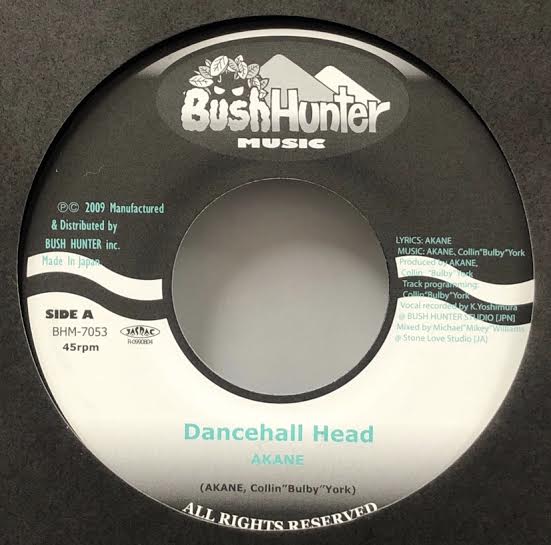 BushHunter
MUSIC
℗© 2009 Manufactured
& Distributed by
BUSH HUNTER inc.
Made In Japan
SIDE A
BHM-7053
45rpm
JASRAC
R-0990804
LYRICS: AKANE
MUSIC: AKANE, Collin"Bulby"York
Produced by AKANE,
Collin "Bulby"York
Track programming:
Collin"Bulby"York
Vocal recorded by K.Yoshimura
@ BUSH HUNTER STUDIO [JPN]
Mixed by Michael"Mikey"Williams
@ Stone Love Studio [JA]
Dancehall Head
AKANE
(AKANE, Collin"Bulby"York)
ALL RIGHTS RESERVED